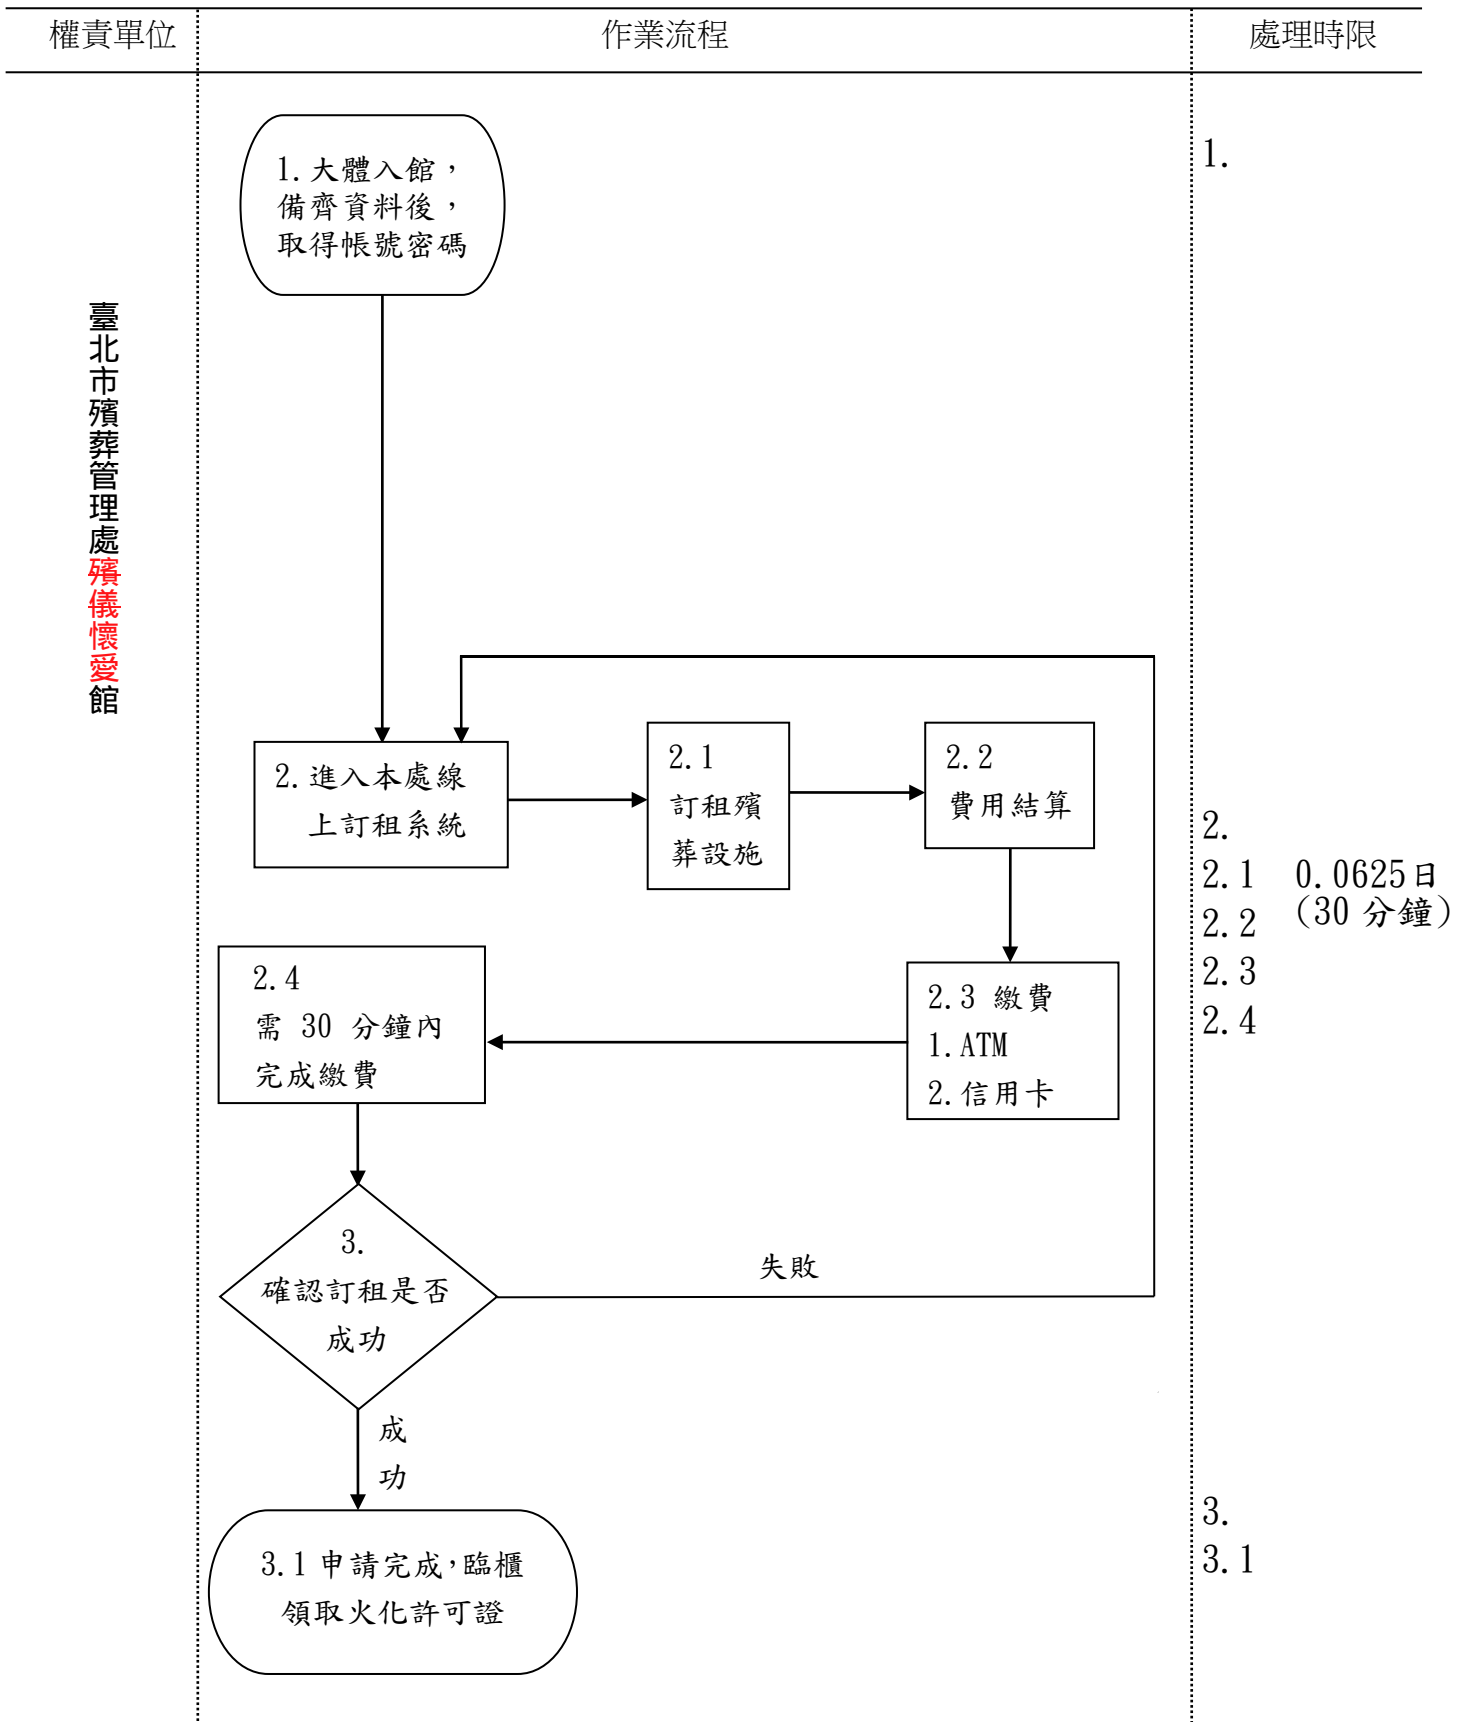 權責單位
作業流程
處理時限
臺北市殯葬管理處殯儀懷愛館
1.大體入館，
備齊資料後，
取得帳號密碼
2.進入本處線
上訂租系統
2.1
訂租殯
葬設施
2.2
費用結算
2.3 繳費
1.ATM
2.信用卡
2.4
需 30 分鐘內
完成繳費
3.
確認訂租是否
成功
失敗
成
功
3.1 申請完成，臨櫃
領取火化許可證
1.
2.
2.1 0.0625日
2.2 (30 分鐘)
2.3
2.4
3.
3.1